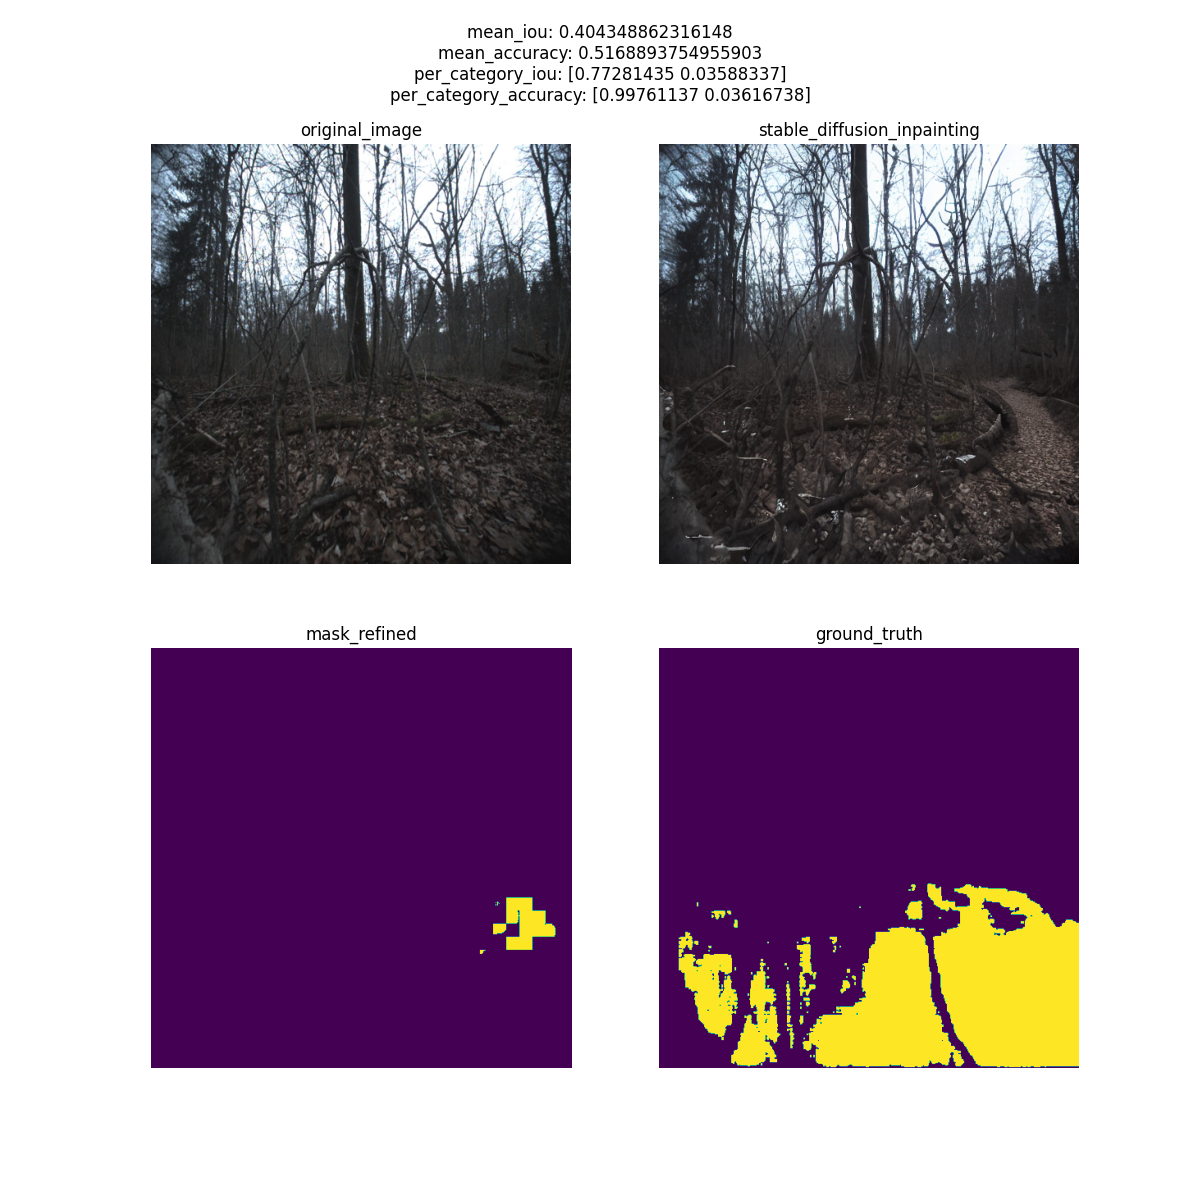 mean_iou: 0.404348862316148
mean_accuracy: 0.5168893754955903
per_category_iou: [0.77281435 0.03588337]
per_category_accuracy: [0.99761137 0.03616738]
original_image
stable_diffusion_inpainting
mask_refined
ground_truth